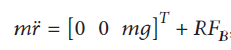 mr̈ = [0 0 mg]ᵀ + RF_B,